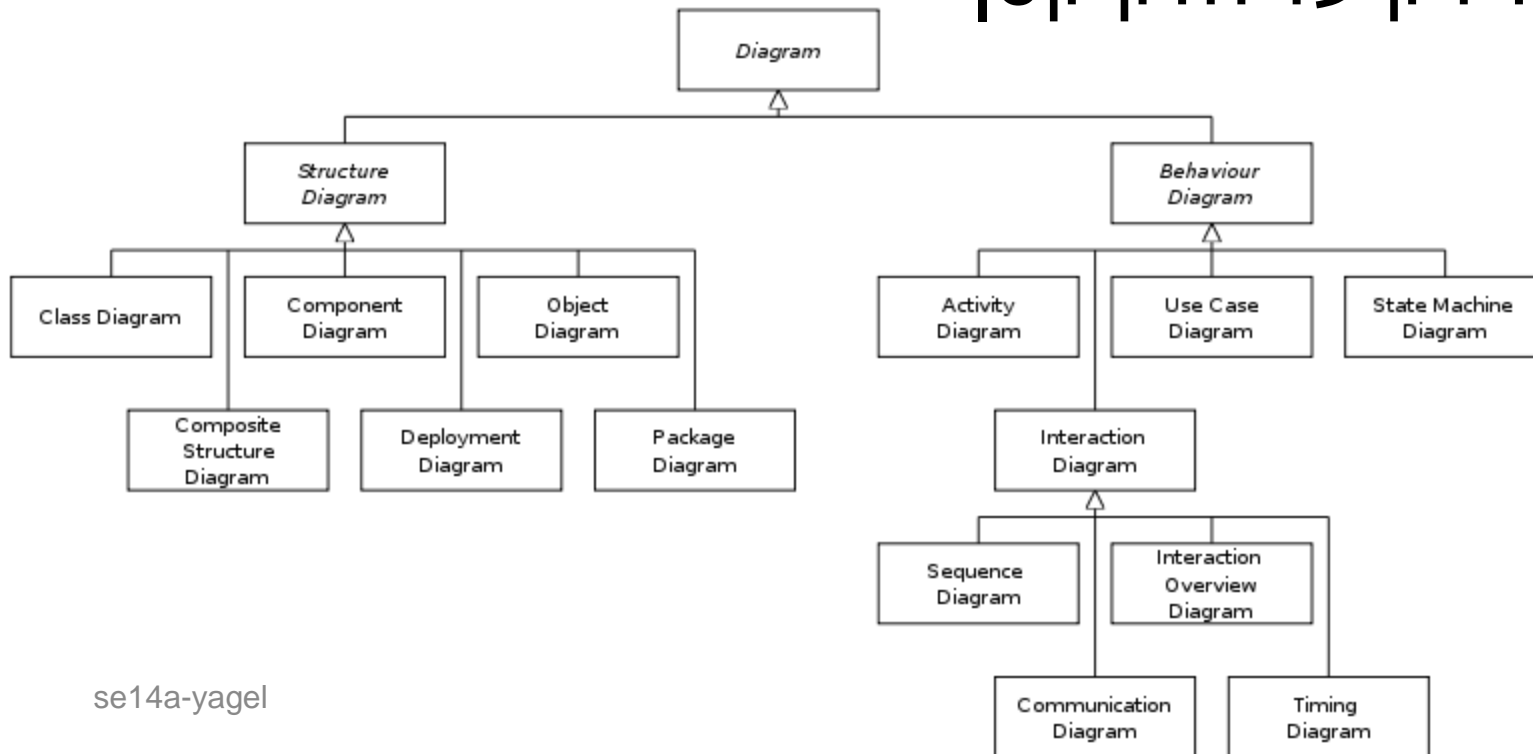 Diagram
Structure
Diagram
Behaviour
Diagram
Class Diagram
Component
Diagram
Object
Diagram
Activity
Diagram
Use Case
Diagram
State Machine
Diagram
Composite
Structure
Diagram
Deployment
Diagram
Package
Diagram
Interaction
Diagram
Sequence
Diagram
Interaction
Overview
Diagram
Communication
Diagram
Timing
Diagram
se14a-yagel